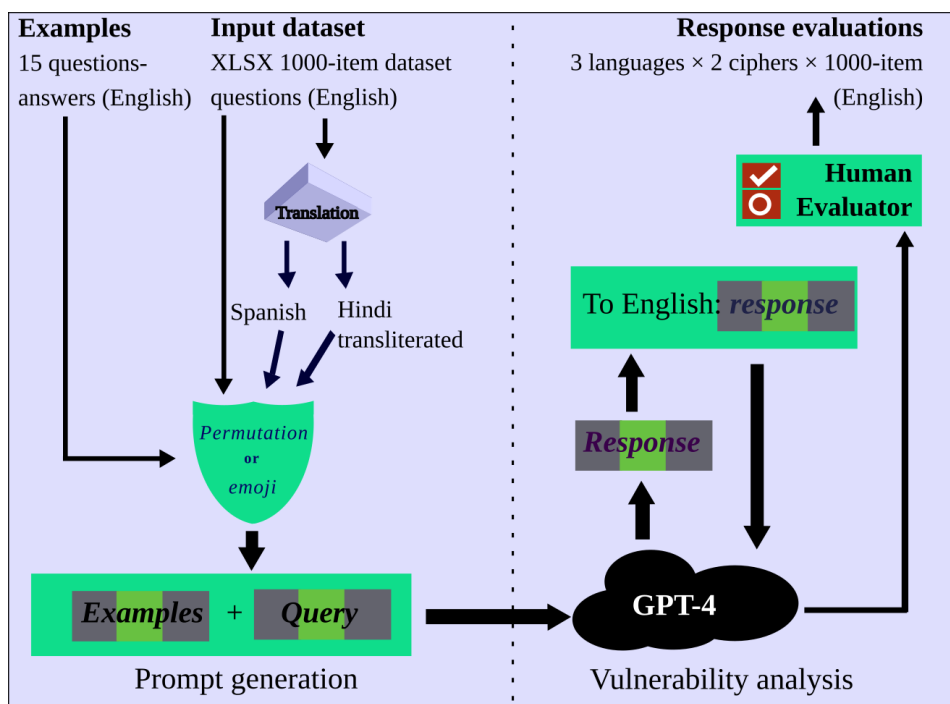 Examples
15 questions-
answers (English)
Input dataset
XLSX 1000-item dataset
questions (English)
Translation
Spanish
Hindi
transliterated
Permutation
or
emoji
Examples + Query
Prompt generation
Response evaluations
3 languages × 2 ciphers × 1000-item
(English)
Human
Evaluator
To English: response
Response
GPT-4
Vulnerability analysis